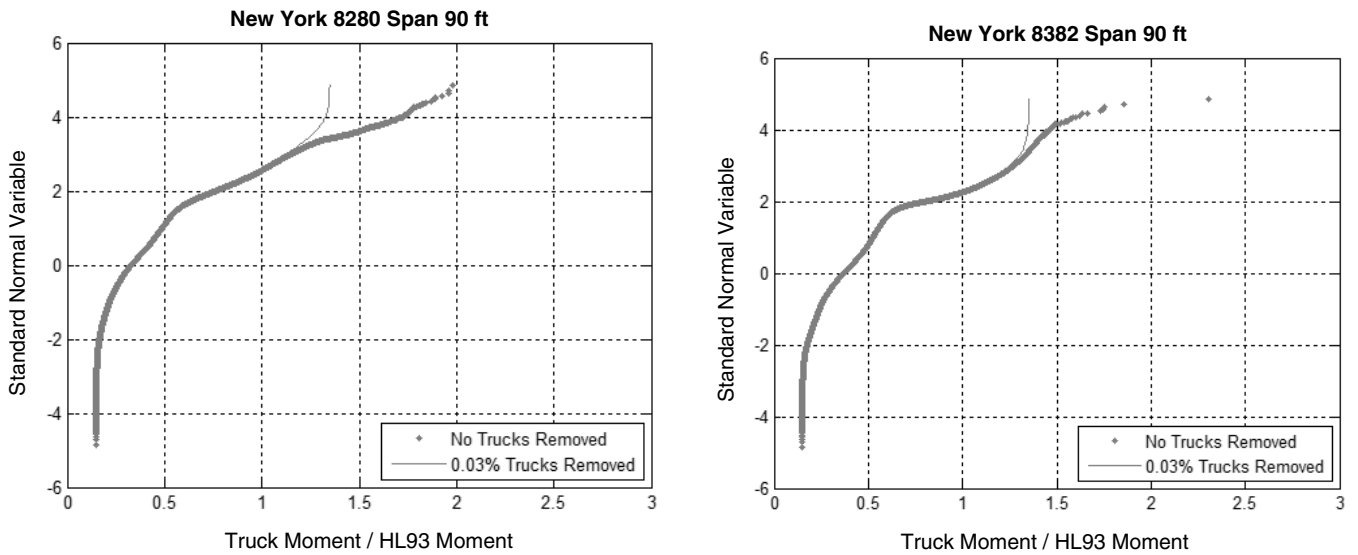 New York 8280 Span 90 ft
6
4
2
0
-2
-4
-6
0
0.5
1
1.5
2
2.5
3
Standard Normal Variable
Truck Moment / HL93 Moment
No Trucks Removed
0.03% Trucks Removed
New York 8382 Span 90 ft
6
4
2
0
-2
-4
-6
0
0.5
1
1.5
2
2.5
3
Standard Normal Variable
Truck Moment / HL93 Moment
No Trucks Removed
0.03% Trucks Removed